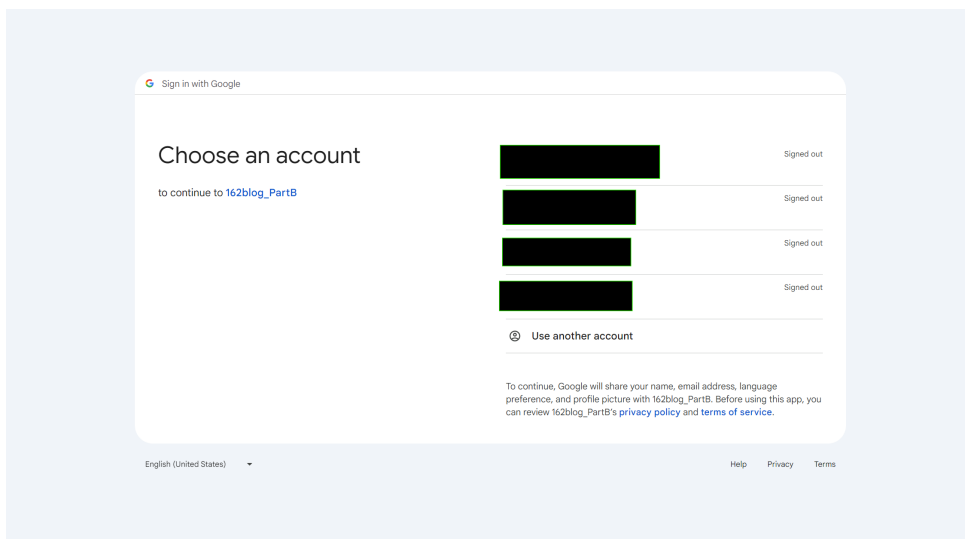 Sign in with Google
Choose an account
to continue to 162blog_PartB
Signed out
Signed out
Signed out
Signed out
Use another account
To continue, Google will share your name, email address, language
preference, and profile picture with 162blog_PartB. Before using this app, you
can review 162blog_PartB's privacy policy and terms of service.
English (United States)
Help Privacy Terms